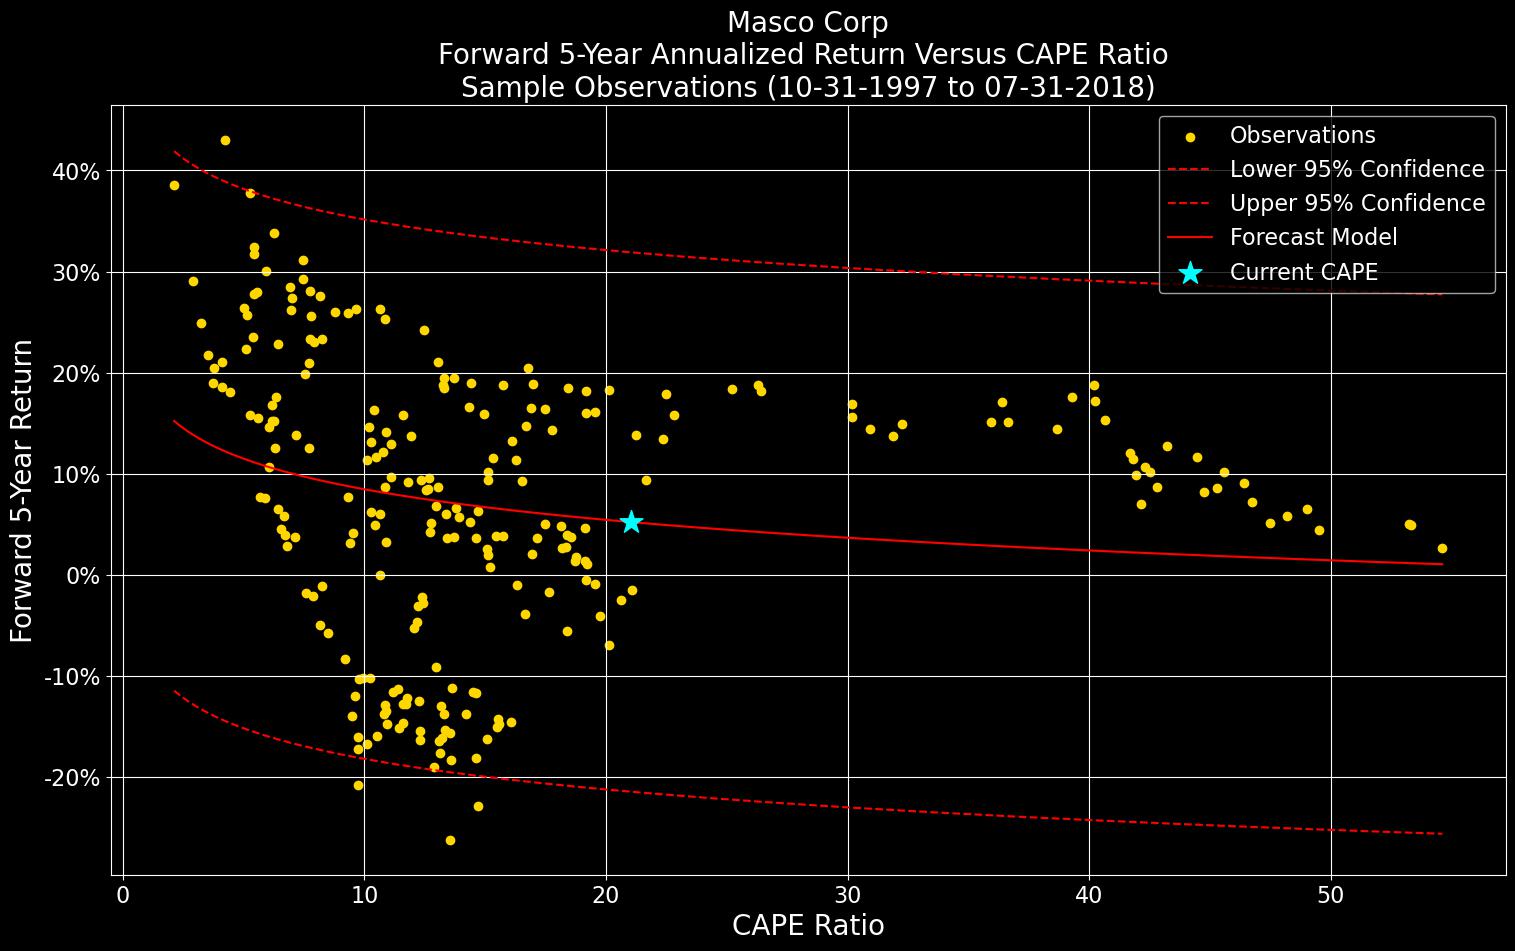 Masco Corp
Forward 5-Year Annualized Return Versus CAPE Ratio
Sample Observations (10-31-1997 to 07-31-2018)
Observations
Lower 95% Confidence
Upper 95% Confidence
Forecast Model
Current CAPE
Forward 5-Year Return
40%
30%
20%
10%
0%
-10%
-20%
0 10 20 30 40 50
CAPE Ratio